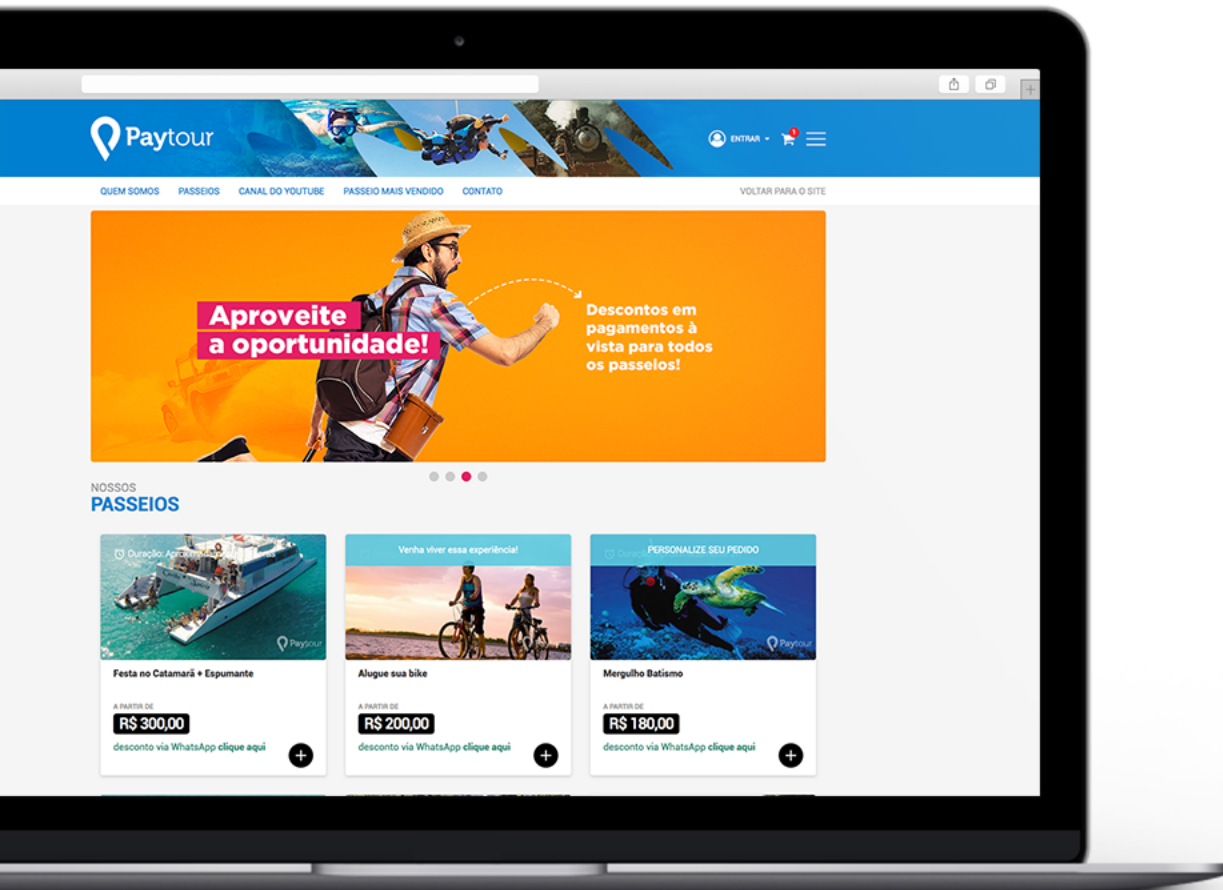 Paytour
ENTRAR
1
QUEM SOMOS PASSEIOS CANAL DO YOUTUBE PASSEIO MAIS VENDIDO CONTATO VOLTAR PARA O SITE
Aproveite
a oportunidade!
Descontos em
pagamentos à
vista para todos
os passeios!
NOSSOS
PASSEIOS
Duração:
Paytour
Festa no Catamarã + Espumante
A PARTIR DE
R$ 300,00
desconto via WhatsApp clique aqui
Venha viver essa experiência!
Alugue sua bike
A PARTIR DE
R$ 200,00
desconto via WhatsApp clique aqui
PERSONALIZE SEU PEDIDO
Paytour
Mergulho Batismo
A PARTIR DE
R$ 180,00
desconto via WhatsApp clique aqui